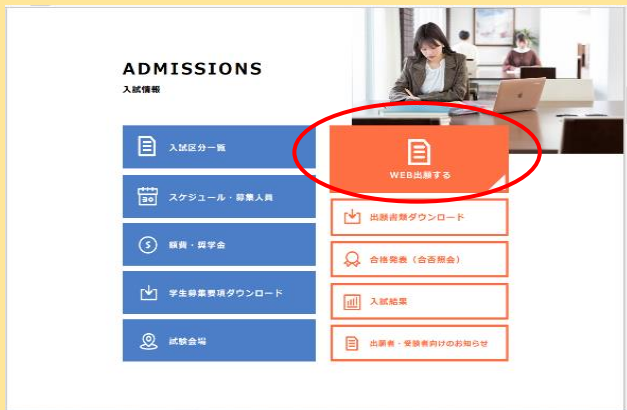 ADMISSIONS
入試情報
入試区分一覧
スケジュール・募集人員
学費・奨学金
学生募集要項ダウンロード
試験会場
WEB出願する
出願書類ダウンロード
合格発表（合否照会）
入試結果
出願者・受験者向けのお知らせ